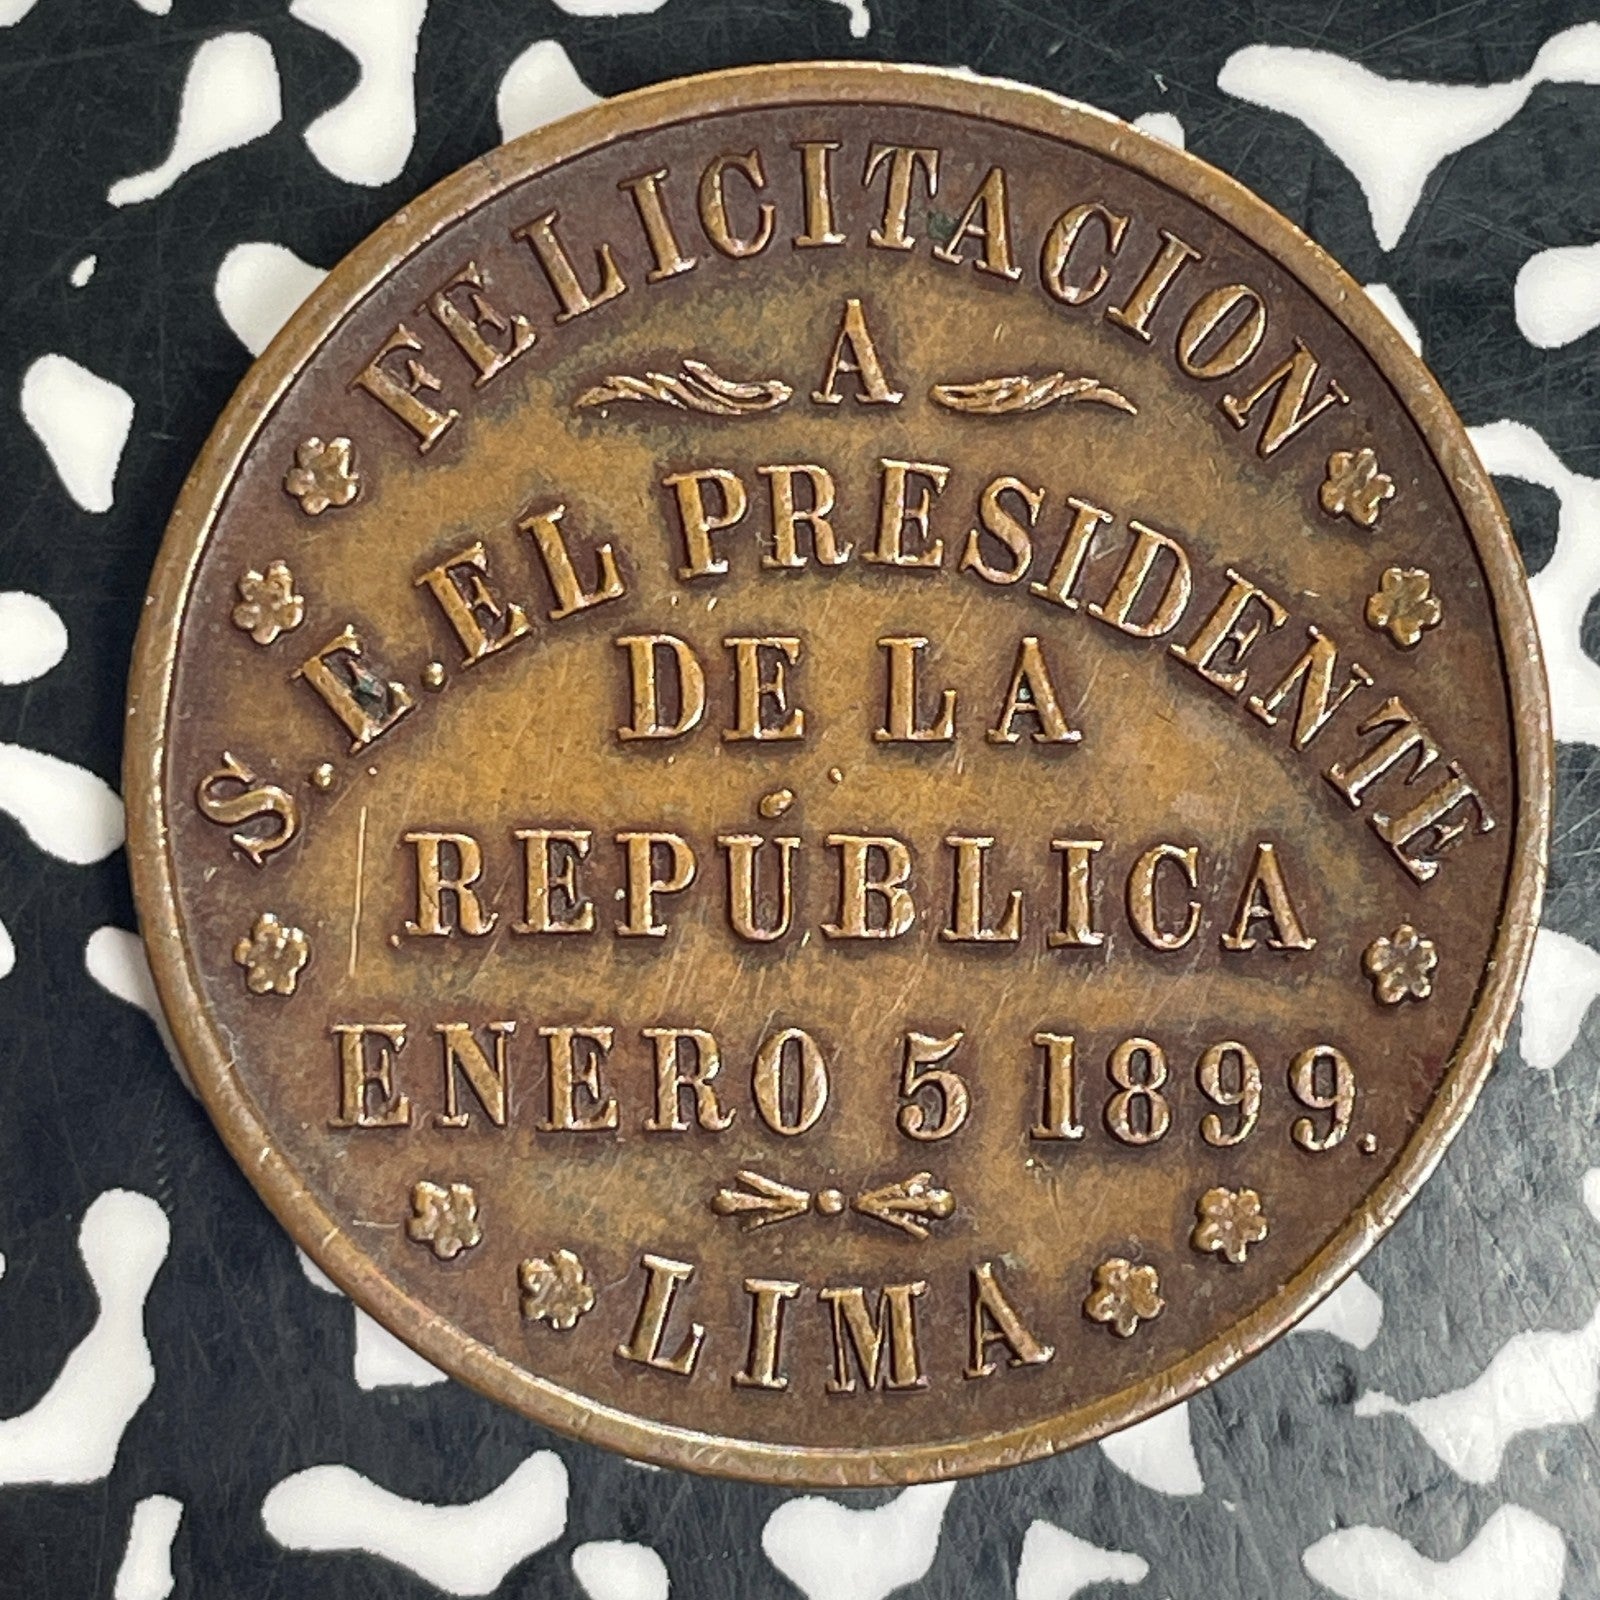 FELICITACION
A
S.E.EL PRESIDENTE
DE LA
REPÚBLICA
ENERO 5 1899.
LIMA